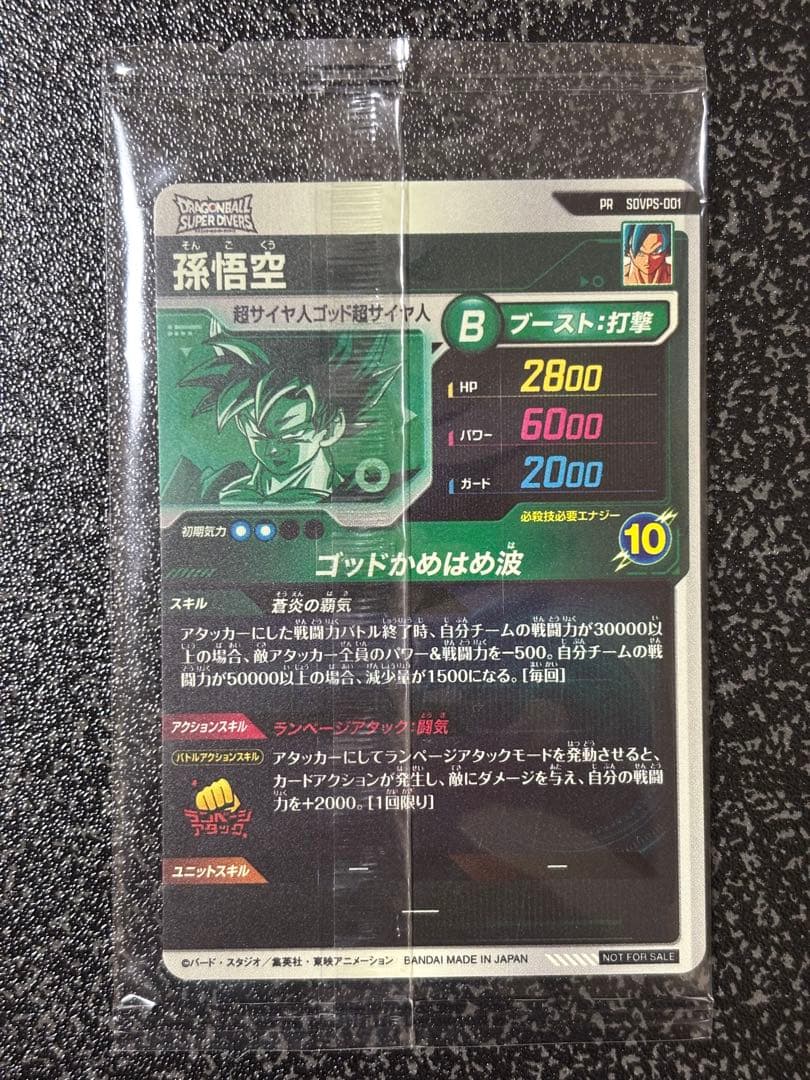 DRAGONBALL
SUPER DIVERS
PR SDVPS-001
そん ご くう
孫悟空
超サイヤ人ゴッド超サイヤ人
B ブースト:打撃
HP 2800
パワー 6000
ガード 2000
初期気力
必殺技必要エナジー
10
ゴッドかめはめ波
スキル 蒼炎の覇気
アタッカーにした戦闘力バトル終了時、自分チームの戦闘力が30000以
上の場合、敵アタッカー全員のパワー&戦闘力を-500。自分チームの戦
闘力が50000以上の場合、減少量が1500になる。[毎回]
アクションスキル ランページアタック:闘気
バトルアクションスキル
アタッカーにしてランページアタックモードを発動させると、
カードアクションが発生し、敵にダメージを与え、自分の戦闘
力を+2000。[1回限り]
ランページ
アタック
ユニットスキル — —
—
©バード・スタジオ/集英社・東映アニメーション BANDAI MADE IN JAPAN
NOT FOR SALE